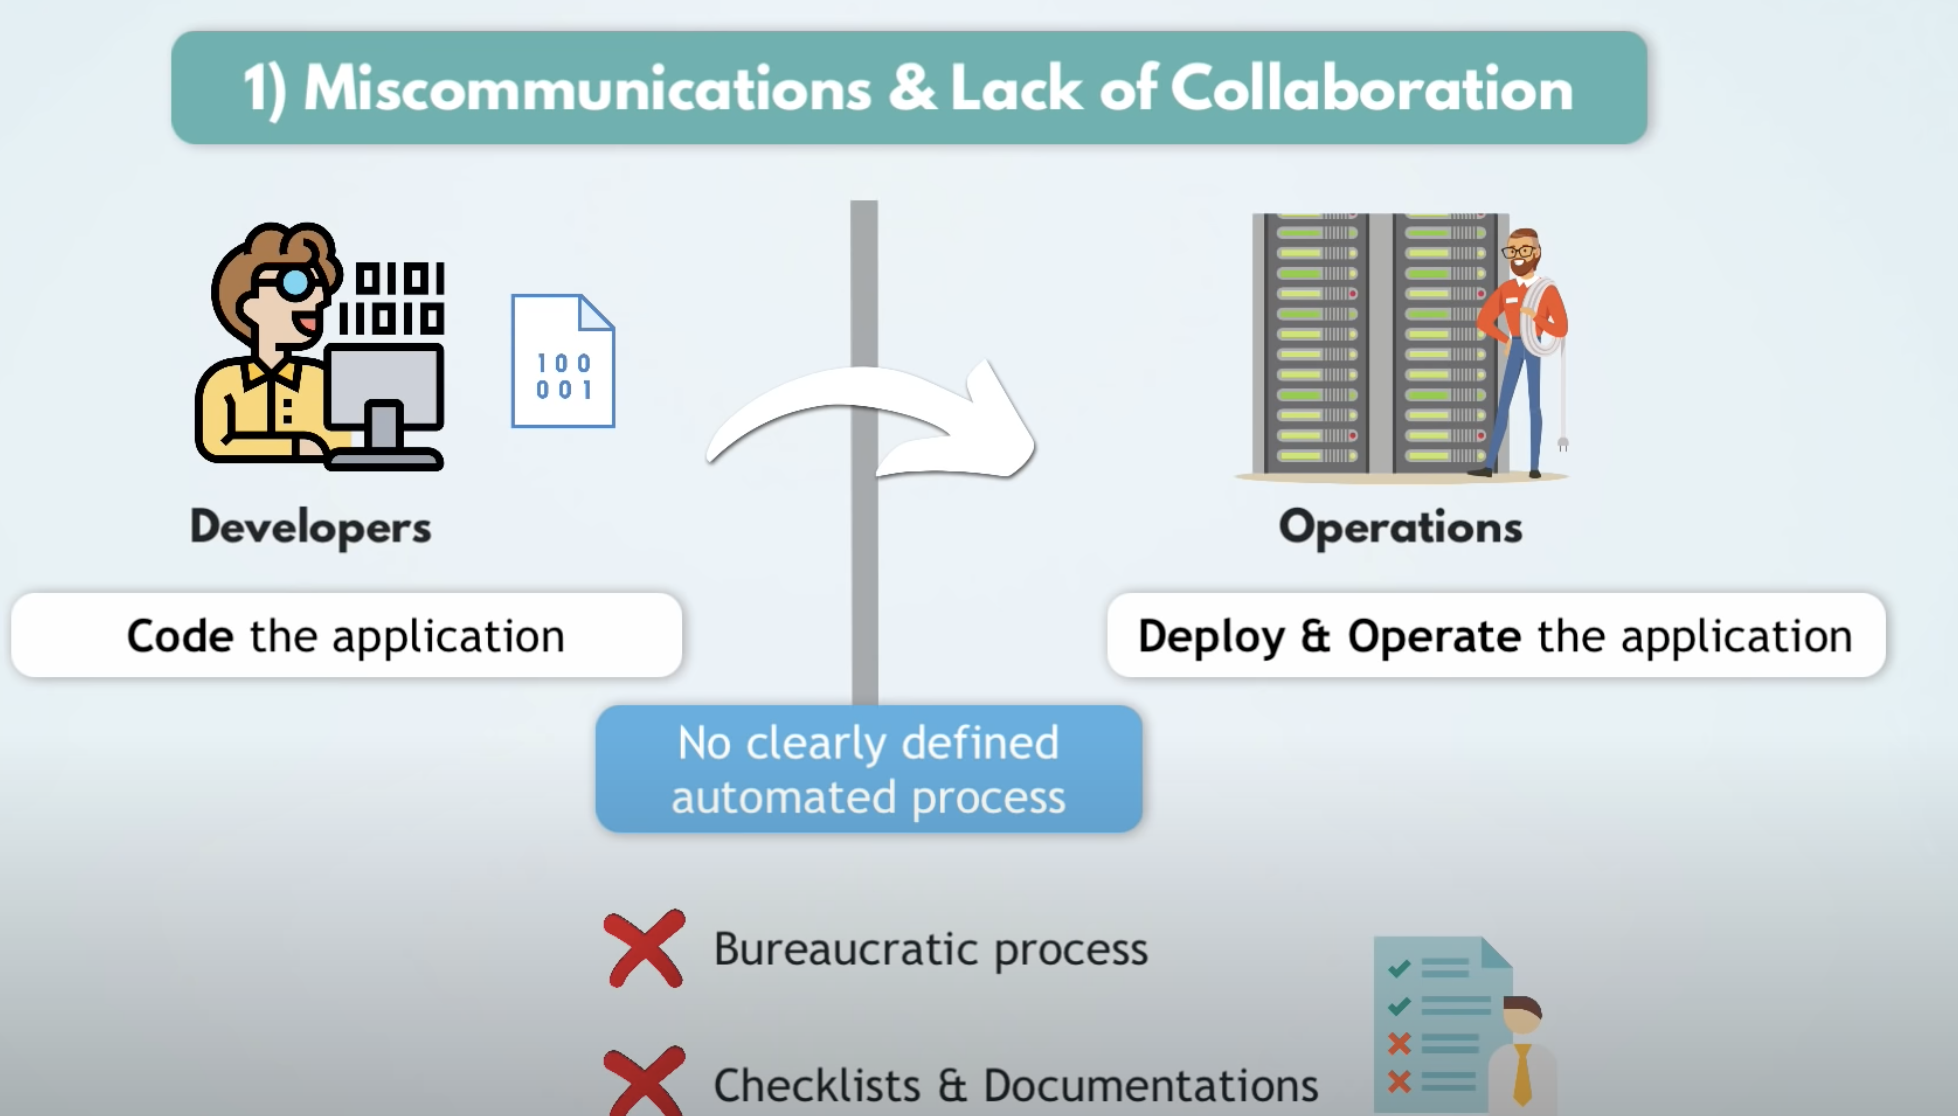 1) Miscommunications & Lack of Collaboration
0101
11010
100
001
Developers
Operations
Code the application
Deploy & Operate the application
No clearly defined
automated process
Bureaucratic process
Checklists & Documentations